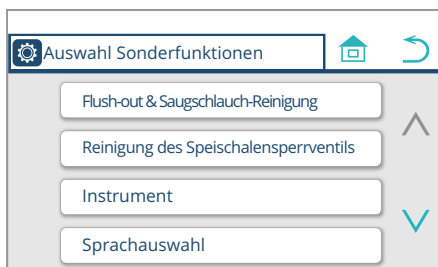 Auswahl Sonderfunktionen
Flush-out & Saugschlauch-Reinigung
Reinigung des Speischalensperrventils
Instrument
Sprachauswahl